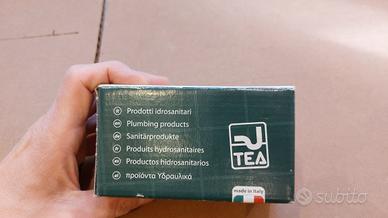 Prodotti idrosanitari
Plumbing products
Sanitärprodukte
Produits hydrosanitaires
Productos hidrosanitarios
προϊόντα Υδραυλικά
TEA
made in Italy
subito